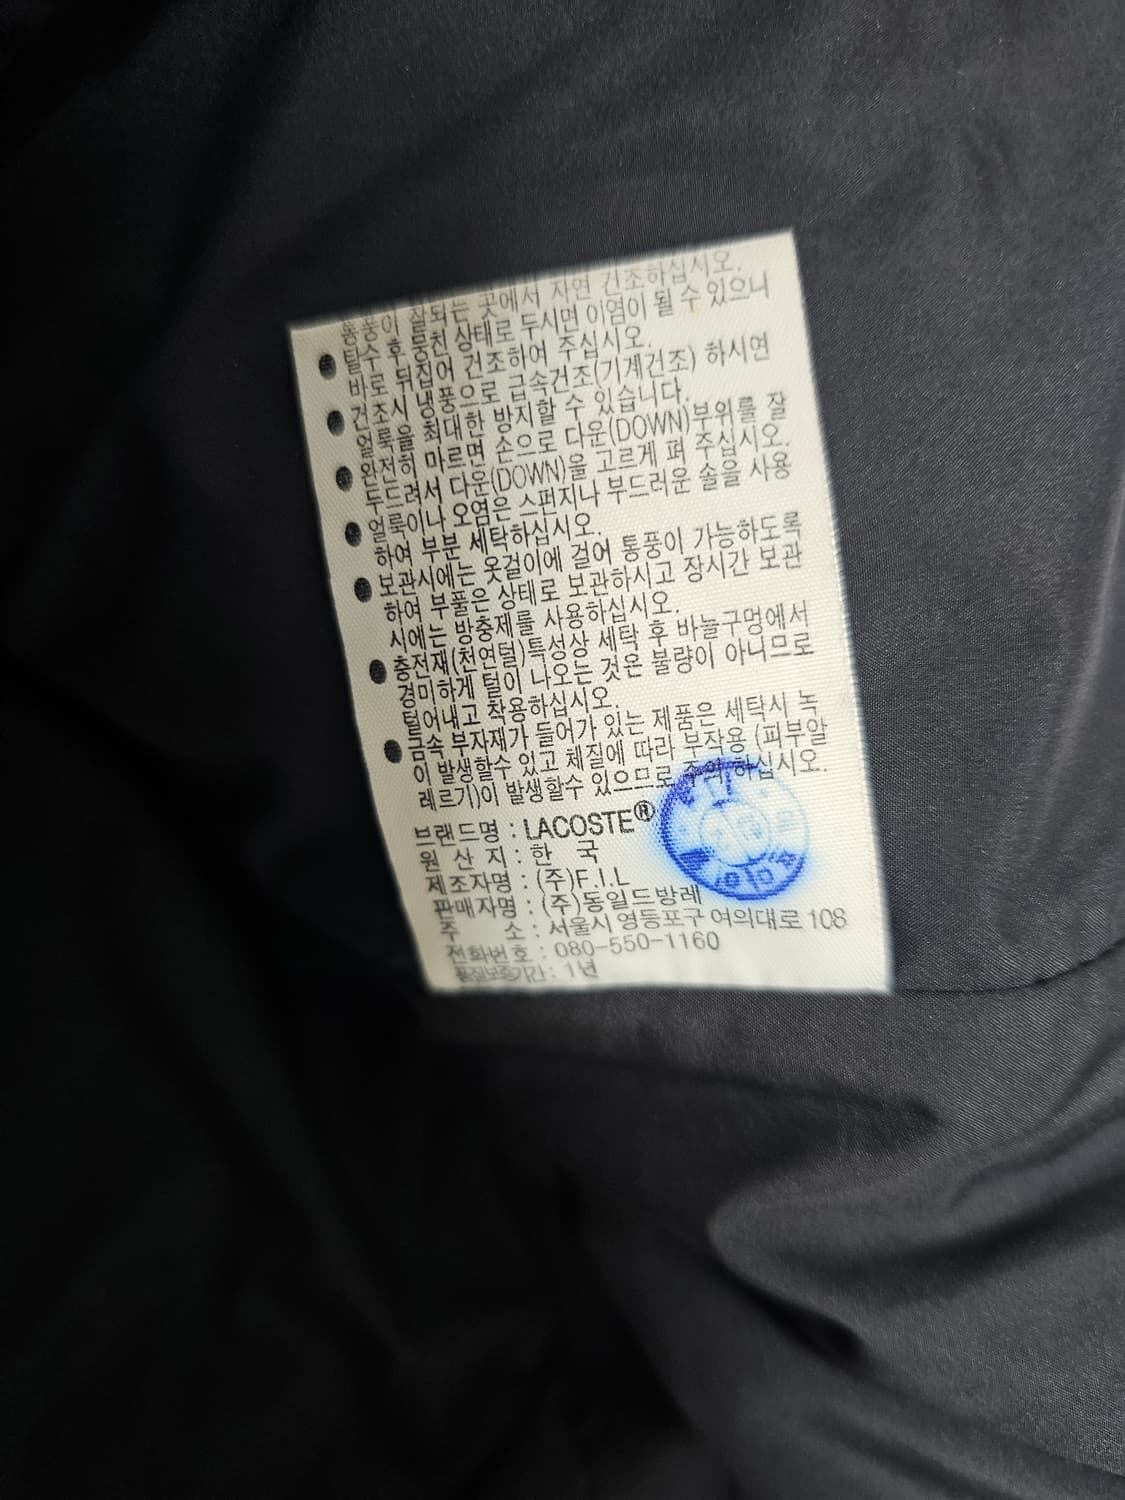 통풍이 잘되는 곳에서 자연 건조하십시오.
● 탈수 후 뭉친 상태로 두시면 이염이 될 수 있으니
바로 뒤집어 건조하여 주십시오.
● 건조시 냉풍으로 급속건조(기계건조) 하시면
얼룩을 최대한 방지할 수 있습니다.
● 완전히 마르면 손으로 다운(DOWN)부위를 잘
두드려서 다운(DOWN)을 고르게 펴 주십시오.
● 얼룩이나 오염은 스펀지나 부드러운 솔을 사용
하여 부분 세탁하십시오.
● 보관시에는 옷걸이에 걸어 통풍이 가능하도록
하여 부풀은 상태로 보관하시고 장시간 보관
시에는 방충제를 사용하십시오.
● 충전재(천연털)특성상 세탁 후 바늘구멍에서
경미하게 털이 나오는 것은 불량이 아니므로
털어내고 착용하십시오.
● 금속 부자재가 들어가 있는 제품은 세탁시 녹
이 발생할수 있고 체질에 따라 부작용 (피부알
레르기)이 발생할수 있으므로 주의 하십시오.
브랜드명 : LACOSTE®
원 산 지 : 한 국
제조자명 : (주)F.I.L
판매자명 : (주)동일드방레
주 소 : 서울시 영등포구 여의대로 108
전화번호 : 080-550-1160
품질보증기간 : 1년